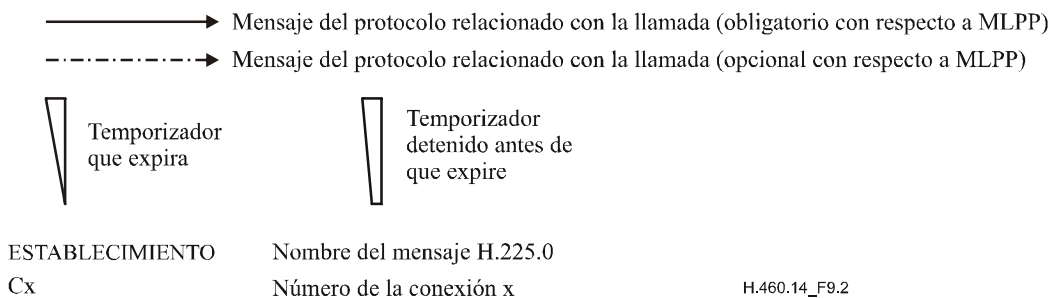 Mensaje del protocolo relacionado con la llamada (obligatorio con respecto a MLPP)
Mensaje del protocolo relacionado con la llamada (opcional con respecto a MLPP)
Temporizador
que expira
Temporizador
detenido antes de
que expire
ESTABLECIMIENTO Nombre del mensaje H.225.0
Cx Número de la conexión x H.460.14_F9.2